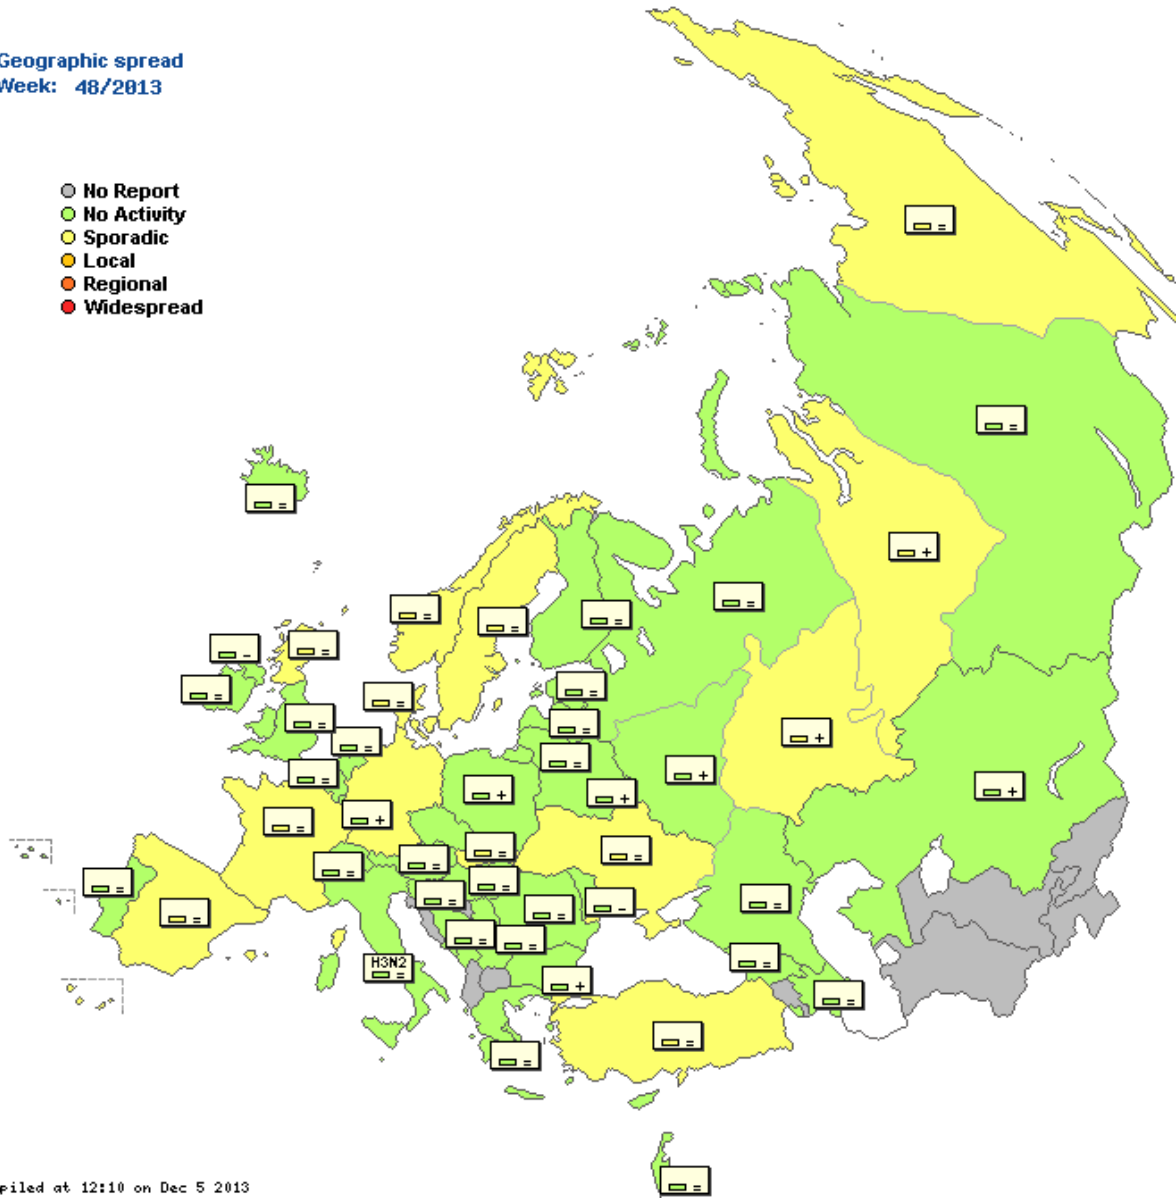 Geographic spread
Week: 48/2013
No Report
No Activity
Sporadic
Local
Regional
Widespread
H3N2
piled at 12:10 on Dec 5 2013